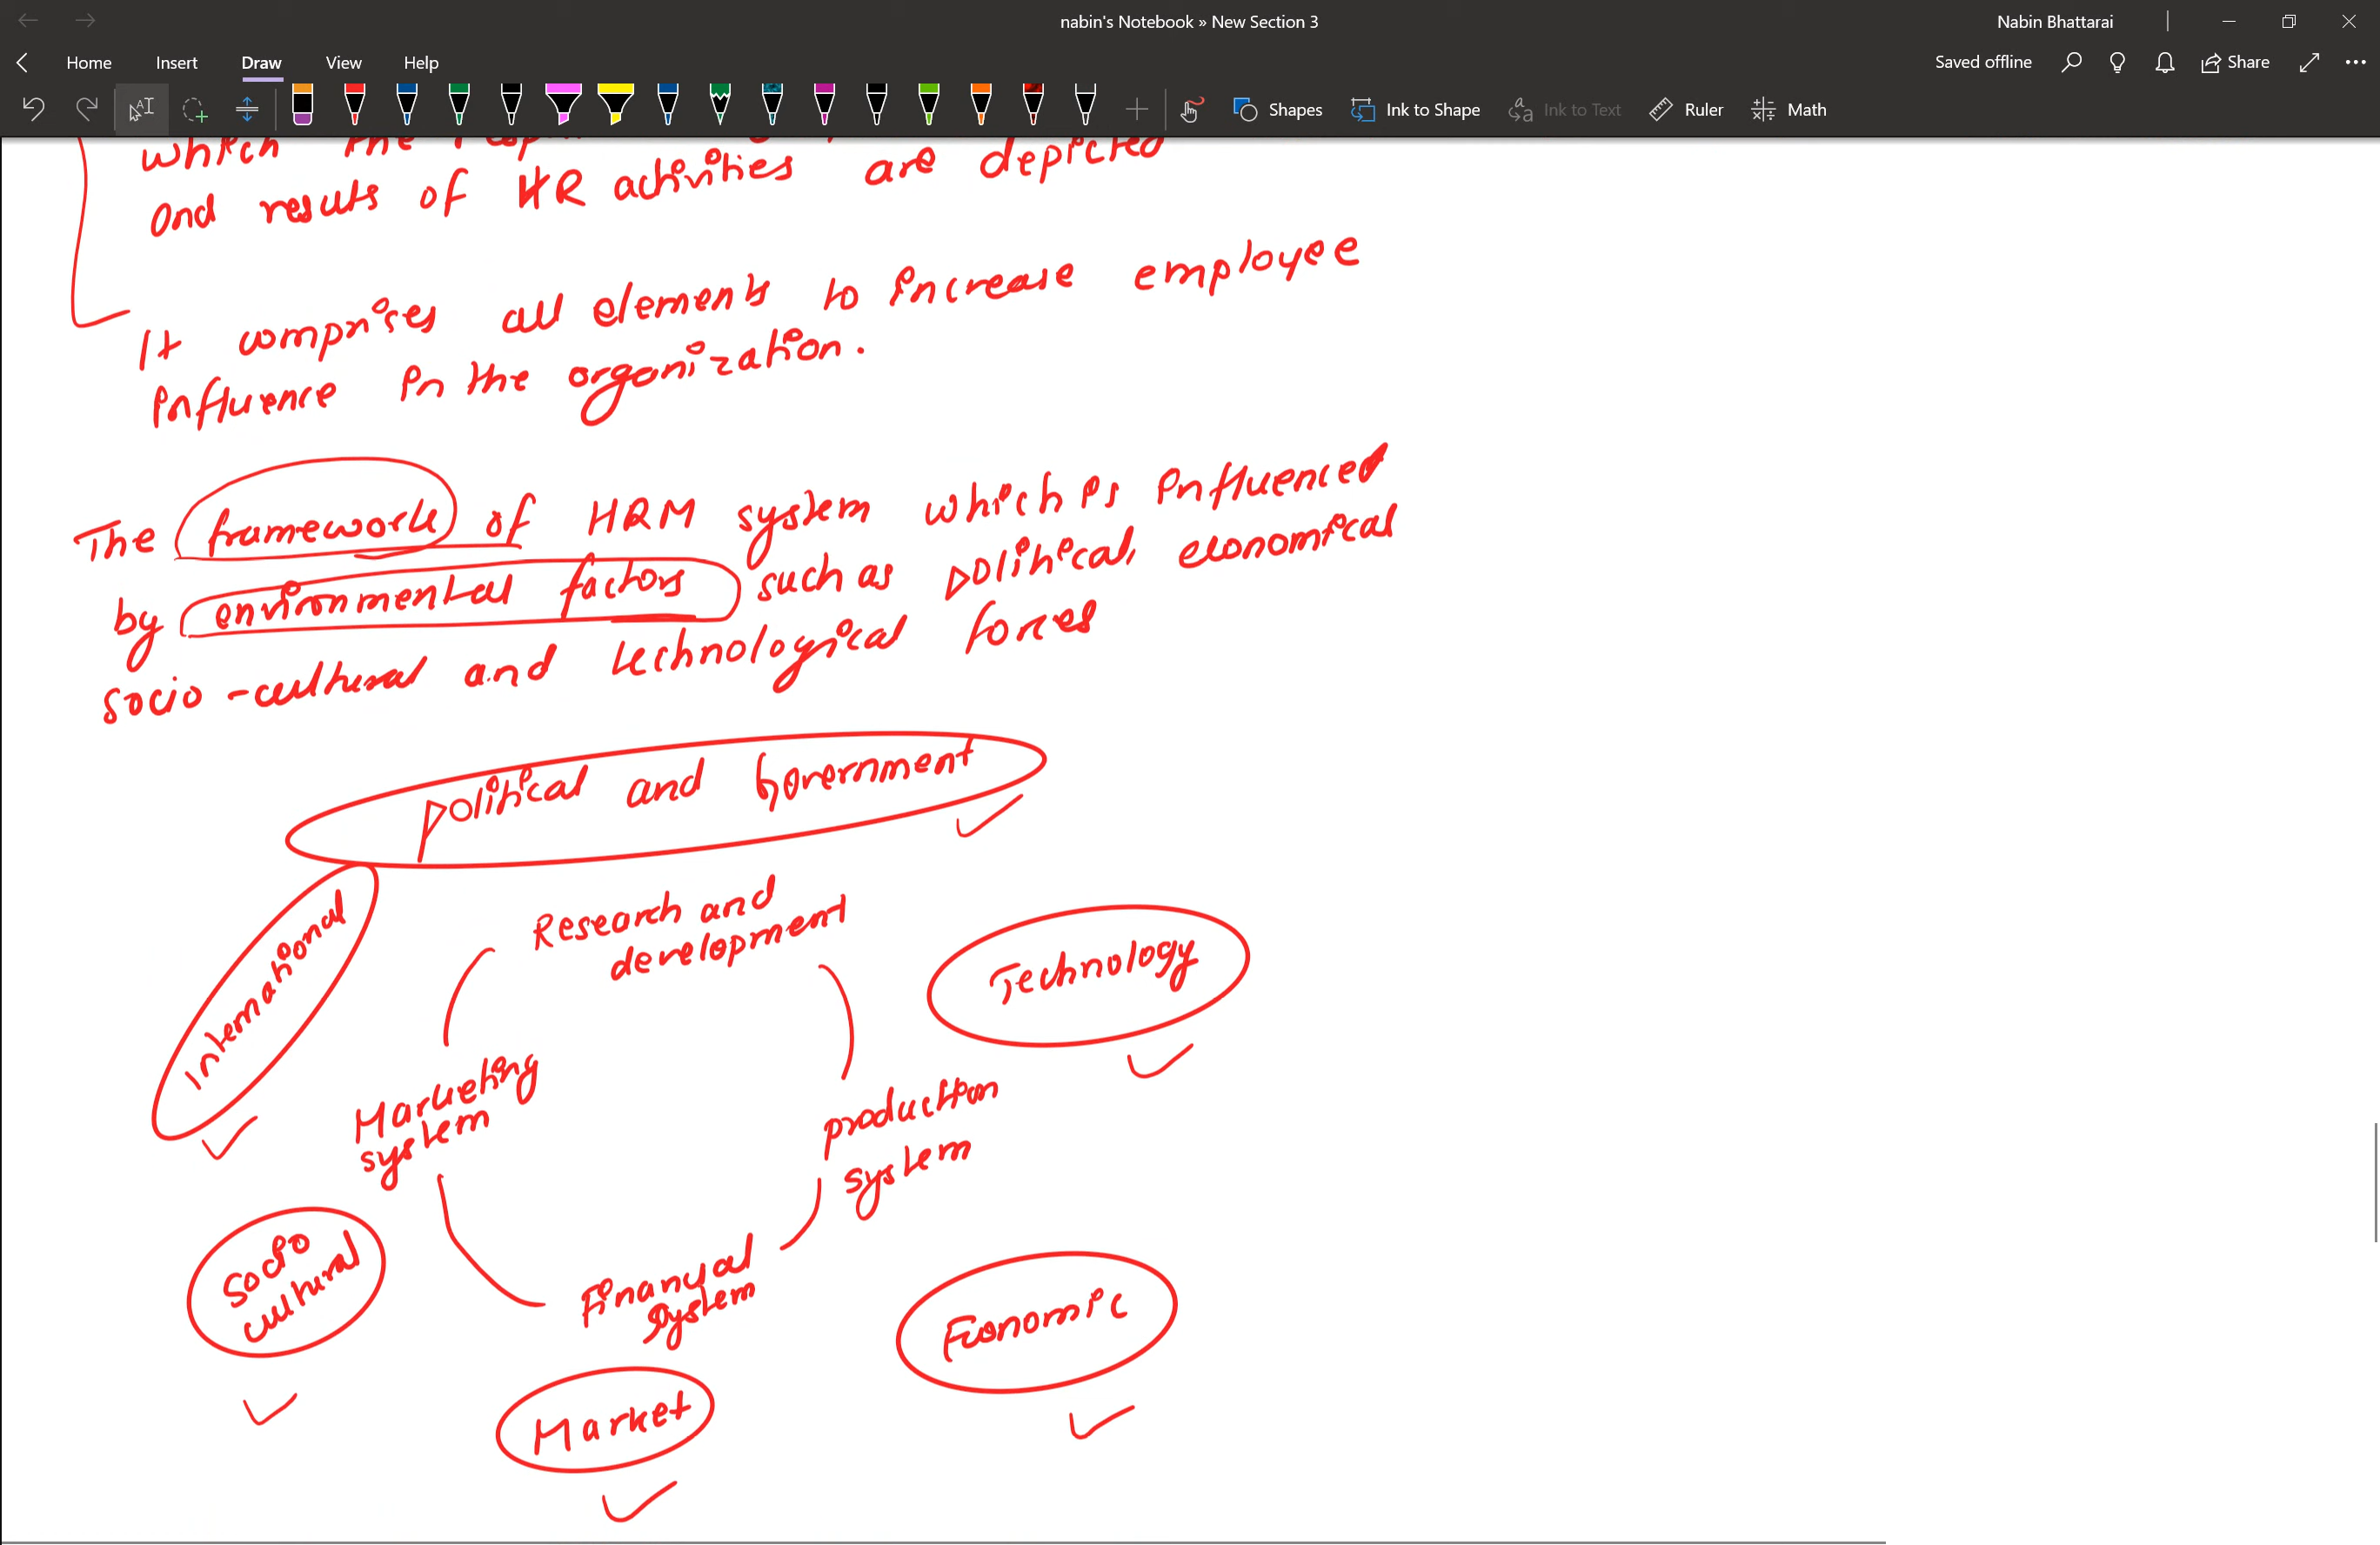 nabin's Notebook » New Section 3
Nabin Bhattarai
Home Insert Draw View Help
Saved offline
Share
Shapes
Ink to Shape
Ink to Text
Ruler
Math
which the
and results of HR activities are depicted
It comprises all elements to increase employee
influence in the organization.
The framework of HRM system which is influenced
by environmental factors such as political, economical
socio-cultural and technological forces
Political and Government
International
Research and
development
Technology
Marketing
system
production
system
Socio
cultural
Financial
system
Economic
Market